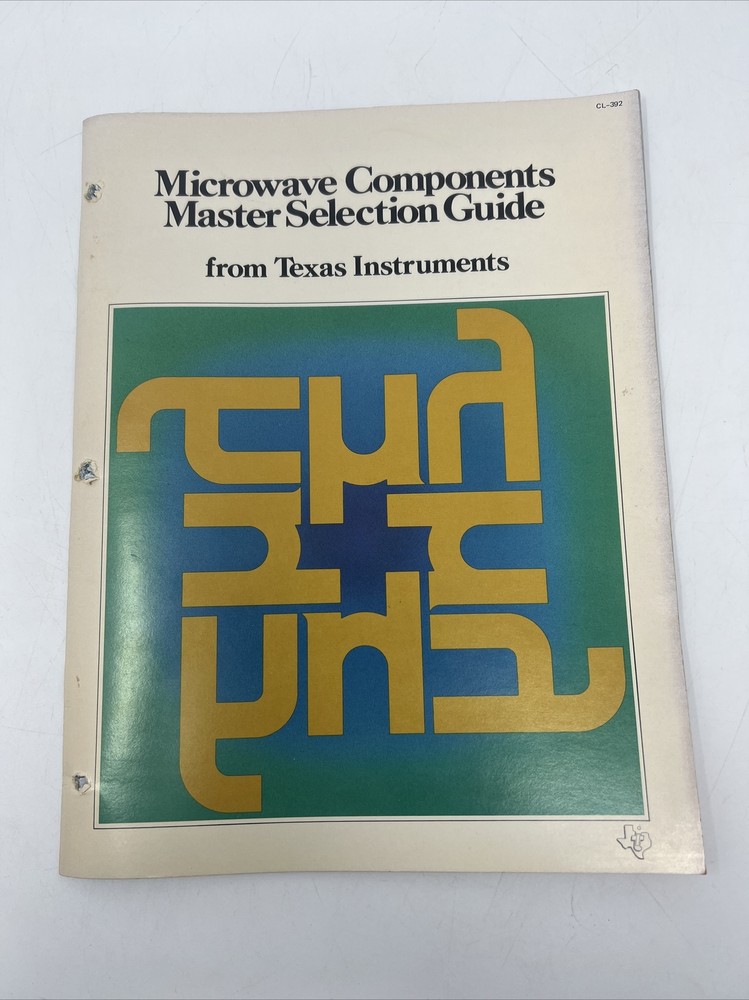 CL-392
Microwave Components
Master Selection Guide
from Texas Instruments